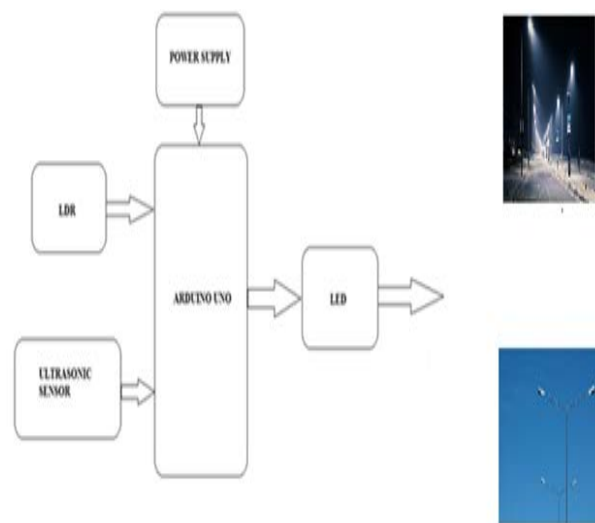 POWER SUPPLY
LDR
ARDUINO UNO
LED
ULTRASONIC
SENSOR